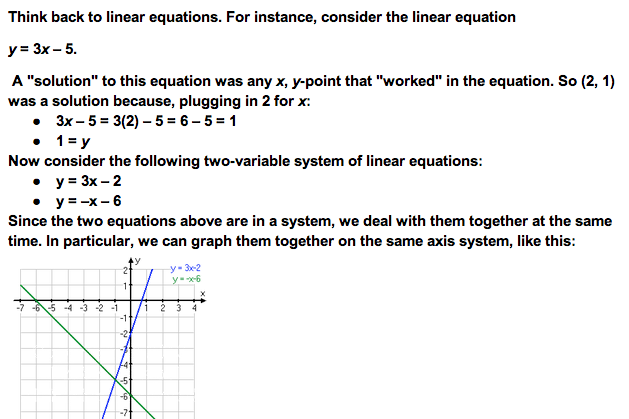 Think back to linear equations. For instance, consider the linear equation
y = 3x – 5.
A "solution" to this equation was any x, y-point that "worked" in the equation. So (2, 1)
was a solution because, plugging in 2 for x:
• 3x – 5 = 3(2) – 5 = 6 – 5 = 1
• 1 = y
Now consider the following two-variable system of linear equations:
• y = 3x – 2
• y = –x – 6
Since the two equations above are in a system, we deal with them together at the same
time. In particular, we can graph them together on the same axis system, like this:
y
2
y = 3x-2
1
y = -x-6
x
-7 -6 -5 -4 -3 -2 -1 1 2 3 4
-1
-2
-3
-4
-5
-6
-7